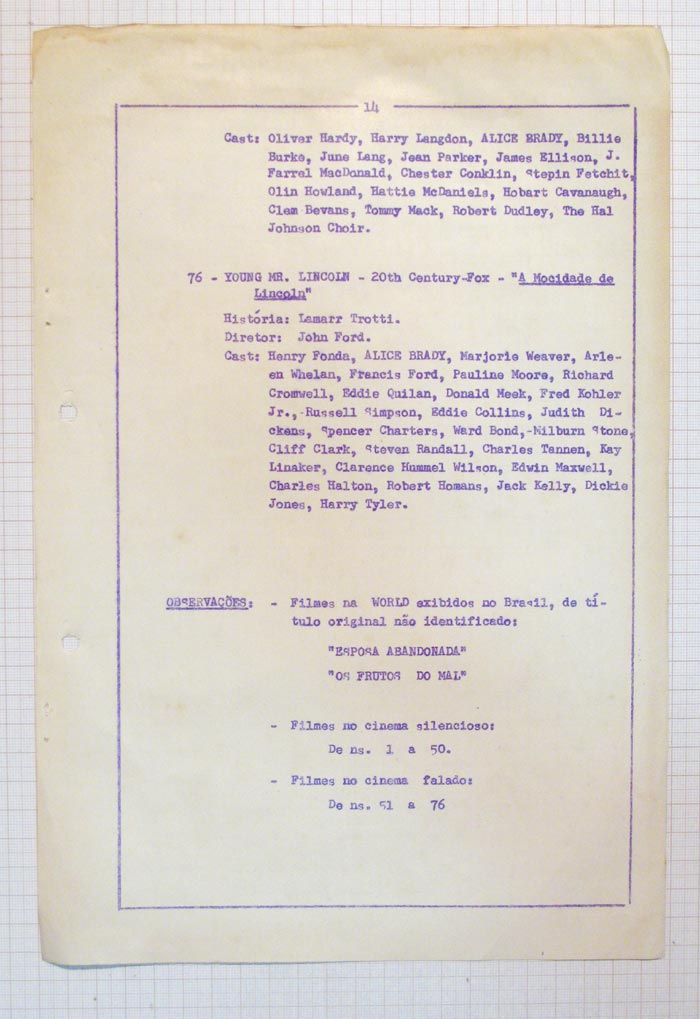 14
Cast: Oliver Hardy, Harry Langdon, ALICE BRADY, Billie
Burke, June Lang, Jean Parker, James Ellison, J.
Farrel MacDonald, Chester Conklin, Stepin Fetchit,
Olin Howland, Hattie McDaniels, Hobart Cavanaugh,
Clem Bevans, Tommy Mack, Robert Dudley, The Hal
Johnson Choir.
76 - YOUNG MR. LINCOLN - 20th Century-Fox - "A Mocidade de
Lincoln"
História: Lamarr Trotti.
Diretor: John Ford.
Cast: Henry Fonda, ALICE BRADY, Marjorie Weaver, Arle-
en Whelan, Francis Ford, Pauline Moore, Richard
Cromwell, Eddie Quilan, Donald Meek, Fred Kohler
Jr.,-Russell Simpson, Eddie Collins, Judith Di-
ckens, Spencer Charters, Ward Bond,-Milburn Stone,
Cliff Clark, Steven Randall, Charles Tannen, Kay
Linaker, Clarence Hummel Wilson, Edwin Maxwell,
Charles Halton, Robert Homans, Jack Kelly, Dickie
Jones, Harry Tyler.
OBSERVAÇÕES: - Filmes na WORLD exibidos no Brasil, de tí-
tulo original não identificado:
"ESPOSA ABANDONADA"
"OS FRUTOS DO MAL"
- Filmes no cinema silencioso:
De ns. 1 a 50.
- Filmes no cinema falado:
De ns. 51 a 76